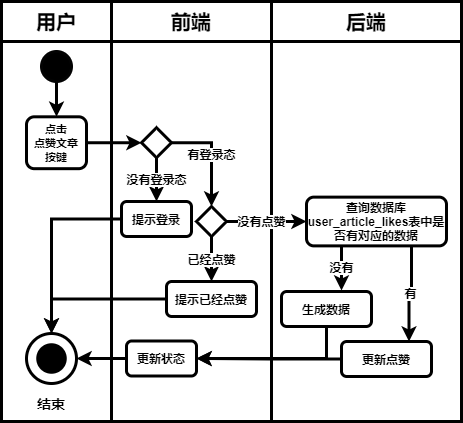 用户
前端
后端
点击
点赞文章
按键
有登录态
没有登录态
提示登录
没有点赞
查询数据库
user_article_likes表中是
否有对应的数据
已经点赞
没有
有
提示已经点赞
生成数据
更新状态
更新点赞
结束